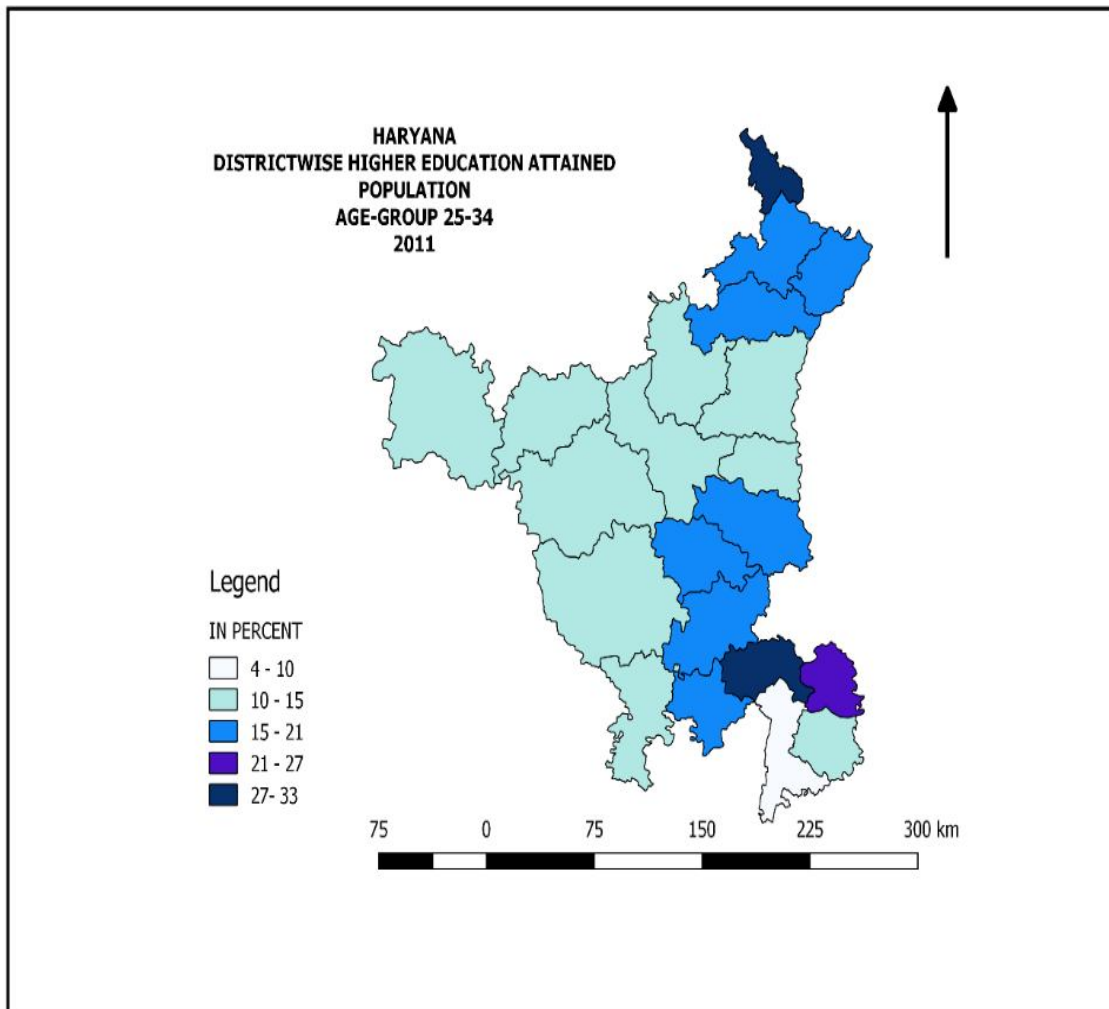 HARYANA
DISTRICTWISE HIGHER EDUCATION ATTAINED
POPULATION
AGE-GROUP 25-34
2011
Legend
IN PERCENT
4 - 10
10 - 15
15 - 21
21 - 27
27- 33
75 0 75 150 225 300 km